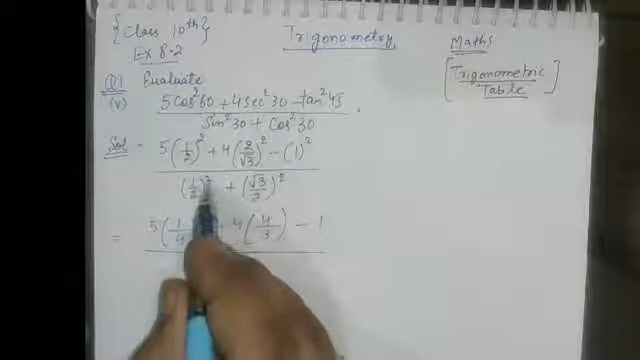 {Class 10th}
Trigonometry
Maths
Ex 8.2
[Trigonometric Table]
Q1 Evaluate
(v) 5Cos²60 + 4Sec²30 - tan²45
Sin²30 + Cos²30 .
Sol - 5(1/2)² + 4(2/√3)² - (1)²
(1/2)² + (√3/2)²
= 5(1/4) + 4(4/3) - 1